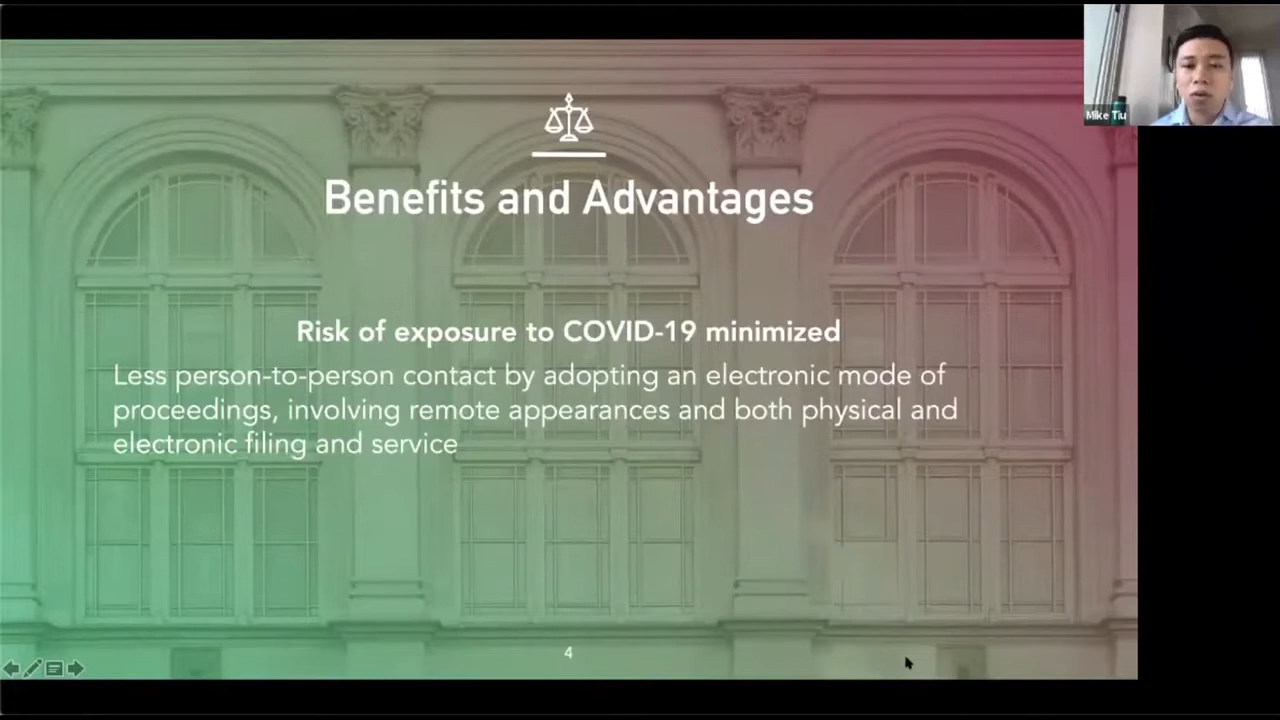 Mike Tiu
Benefits and Advantages
Risk of exposure to COVID-19 minimized
Less person-to-person contact by adopting an electronic mode of
proceedings, involving remote appearances and both physical and
electronic filing and service
4